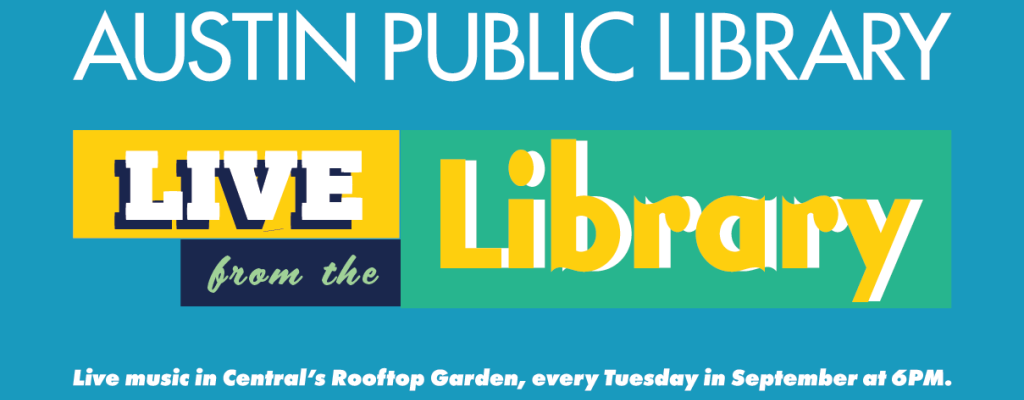 AUSTIN PUBLIC LIBRARY
LIVE
from the
Library
Live music in Central's Rooftop Garden, every Tuesday in September at 6PM.